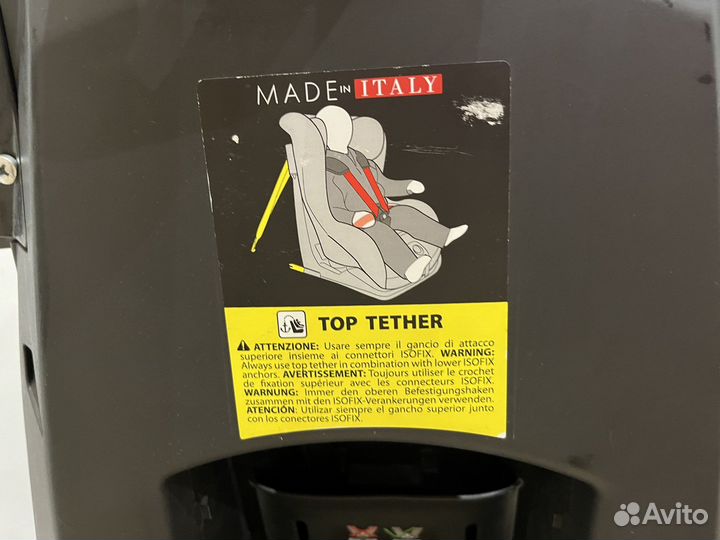 MADE IN ITALY
TOP TETHER
ATTENZIONE: Usare sempre il gancio di attacco
superiore insieme ai connettori ISOFIX. WARNING:
Always use top tether in combination with lower ISOFIX
anchors. AVERTISSEMENT: Toujours utiliser le crochet
de fixation supérieur avec les connecteurs ISOFIX.
WARNUNG: Immer den oberen Befestigungshaken
zusammen mit den ISOFIX-Verankerungen verwenden.
ATENCIÓN: Utilizar siempre el gancho superior junto
con los conectores ISOFIX.
Avito